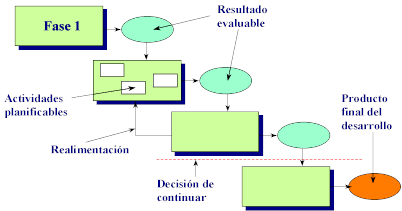 Fase 1
Resultado
evaluable
Actividades
planificables
Realimentación
Decisión de
continuar
Producto
final del
desarrollo